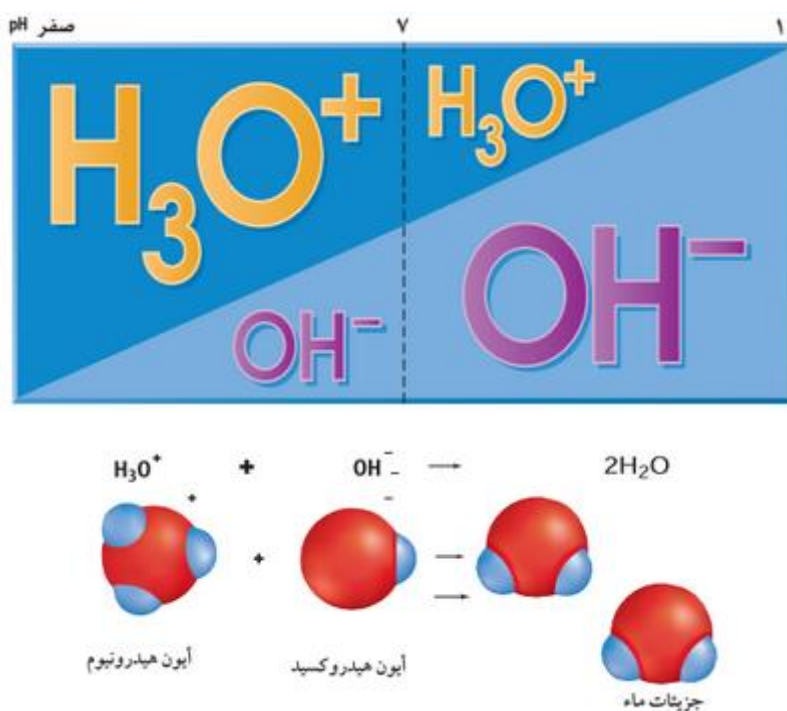 pH صفر ٧ ١
H₃O⁺ H₃O⁺
OH⁻ OH⁻
H₃O⁺ + OH⁻ → 2H₂O
+ -
+ → →
أيون هيدرونيوم أيون هيدروكسيد جزيئات ماء